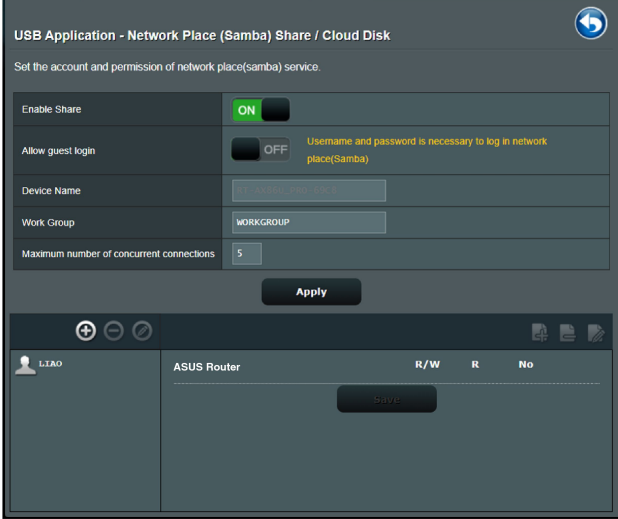 USB Application - Network Place (Samba) Share / Cloud Disk
Set the account and permission of network place(samba) service.
Enable Share ON
Allow guest login OFF Username and password is necessary to log in network
place(Samba)
Device Name
Work Group WORKGROUP
Maximum number of concurrent connections 5
Apply
LIAO
ASUS Router R/W R No
Save